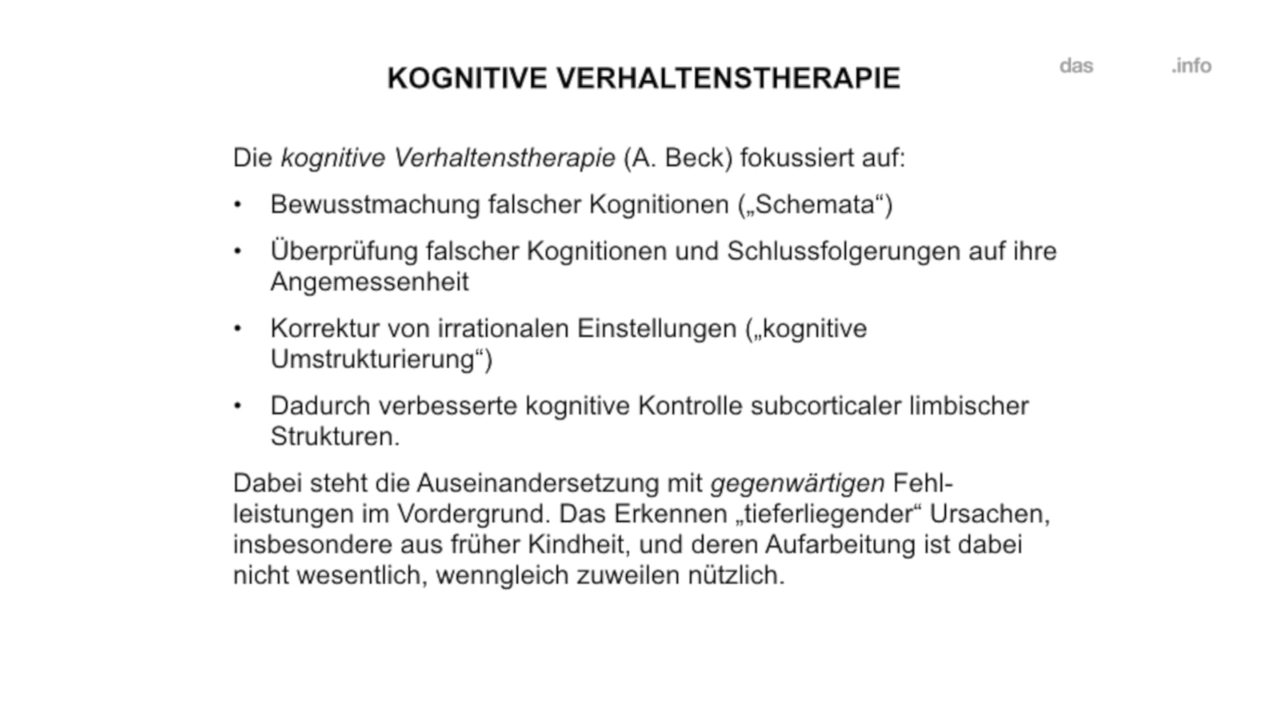 das .info
KOGNITIVE VERHALTENSTHERAPIE
Die kognitive Verhaltenstherapie (A. Beck) fokussiert auf:
• Bewusstmachung falscher Kognitionen („Schemata“)
• Überprüfung falscher Kognitionen und Schlussfolgerungen auf ihre
Angemessenheit
• Korrektur von irrationalen Einstellungen („kognitive
Umstrukturierung“)
• Dadurch verbesserte kognitive Kontrolle subcorticaler limbischer
Strukturen.
Dabei steht die Auseinandersetzung mit gegenwärtigen Fehl-
leistungen im Vordergrund. Das Erkennen „tieferliegender“ Ursachen,
insbesondere aus früher Kindheit, und deren Aufarbeitung ist dabei
nicht wesentlich, wenngleich zuweilen nützlich.